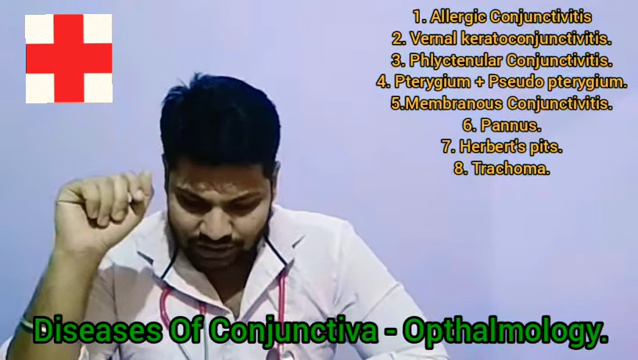 1. Allergic Conjunctivitis
2. Vernal keratoconjunctivitis.
3. Phlyctenular Conjunctivitis.
4. Pterygium + Pseudo pterygium.
5.Membranous Conjunctivitis.
6. Pannus.
7. Herbert's pits.
8. Trachoma.
Diseases Of Conjunctiva - Opthalmology.